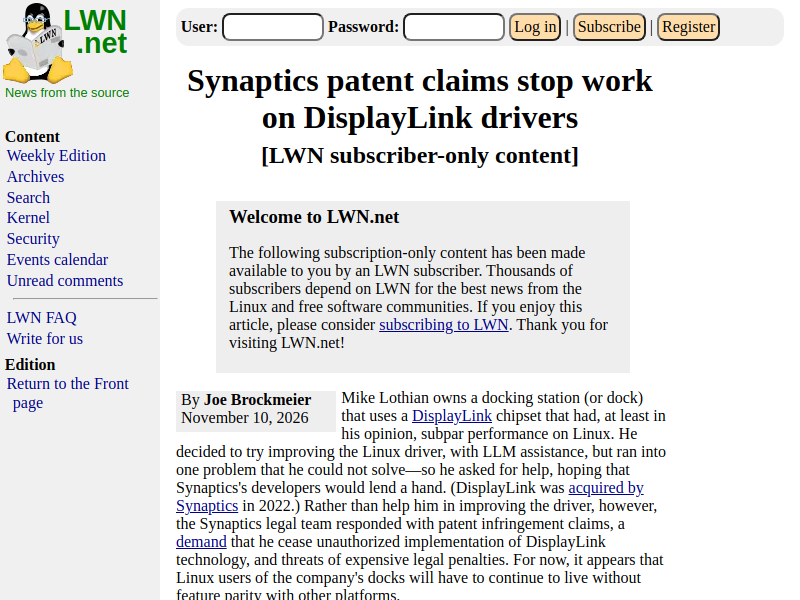 LWN
.net
LWN
News from the source
User: Password: Log in | Subscribe | Register
Content
Weekly Edition
Archives
Search
Kernel
Security
Events calendar
Unread comments
LWN FAQ
Write for us
Edition
Return to the Front
page
Synaptics patent claims stop work
on DisplayLink drivers
[LWN subscriber-only content]
Welcome to LWN.net
The following subscription-only content has been made
available to you by an LWN subscriber. Thousands of
subscribers depend on LWN for the best news from the
Linux and free software communities. If you enjoy this
article, please consider subscribing to LWN. Thank you for
visiting LWN.net!
By Joe Brockmeier
November 10, 2026
Mike Lothian owns a docking station (or dock)
that uses a DisplayLink chipset that had, at least in
his opinion, subpar performance on Linux. He
decided to try improving the Linux driver, with LLM assistance, but ran into
one problem that he could not solve—so he asked for help, hoping that
Synaptics's developers would lend a hand. (DisplayLink was acquired by
Synaptics in 2022.) Rather than help him in improving the driver, however,
the Synaptics legal team responded with patent infringement claims, a
demand that he cease unauthorized implementation of DisplayLink
technology, and threats of expensive legal penalties. For now, it appears that
Linux users of the company's docks will have to continue to live without
feature parity with other platforms.